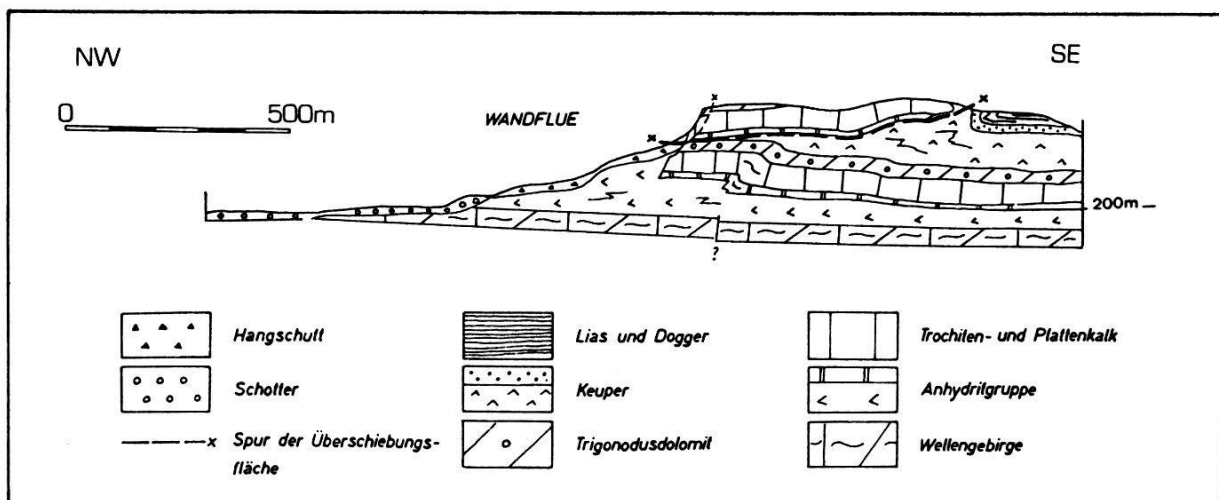 NW
SE
0 500m
WANDFLUE
200m
?
Hangschutt
Schotter
Spur der Überschiebungs-
fläche
Lias und Dogger
Keuper
Trigonodusdolomit
Trochiten- und Plattenkalk
Anhydritgruppe
Wellengebirge